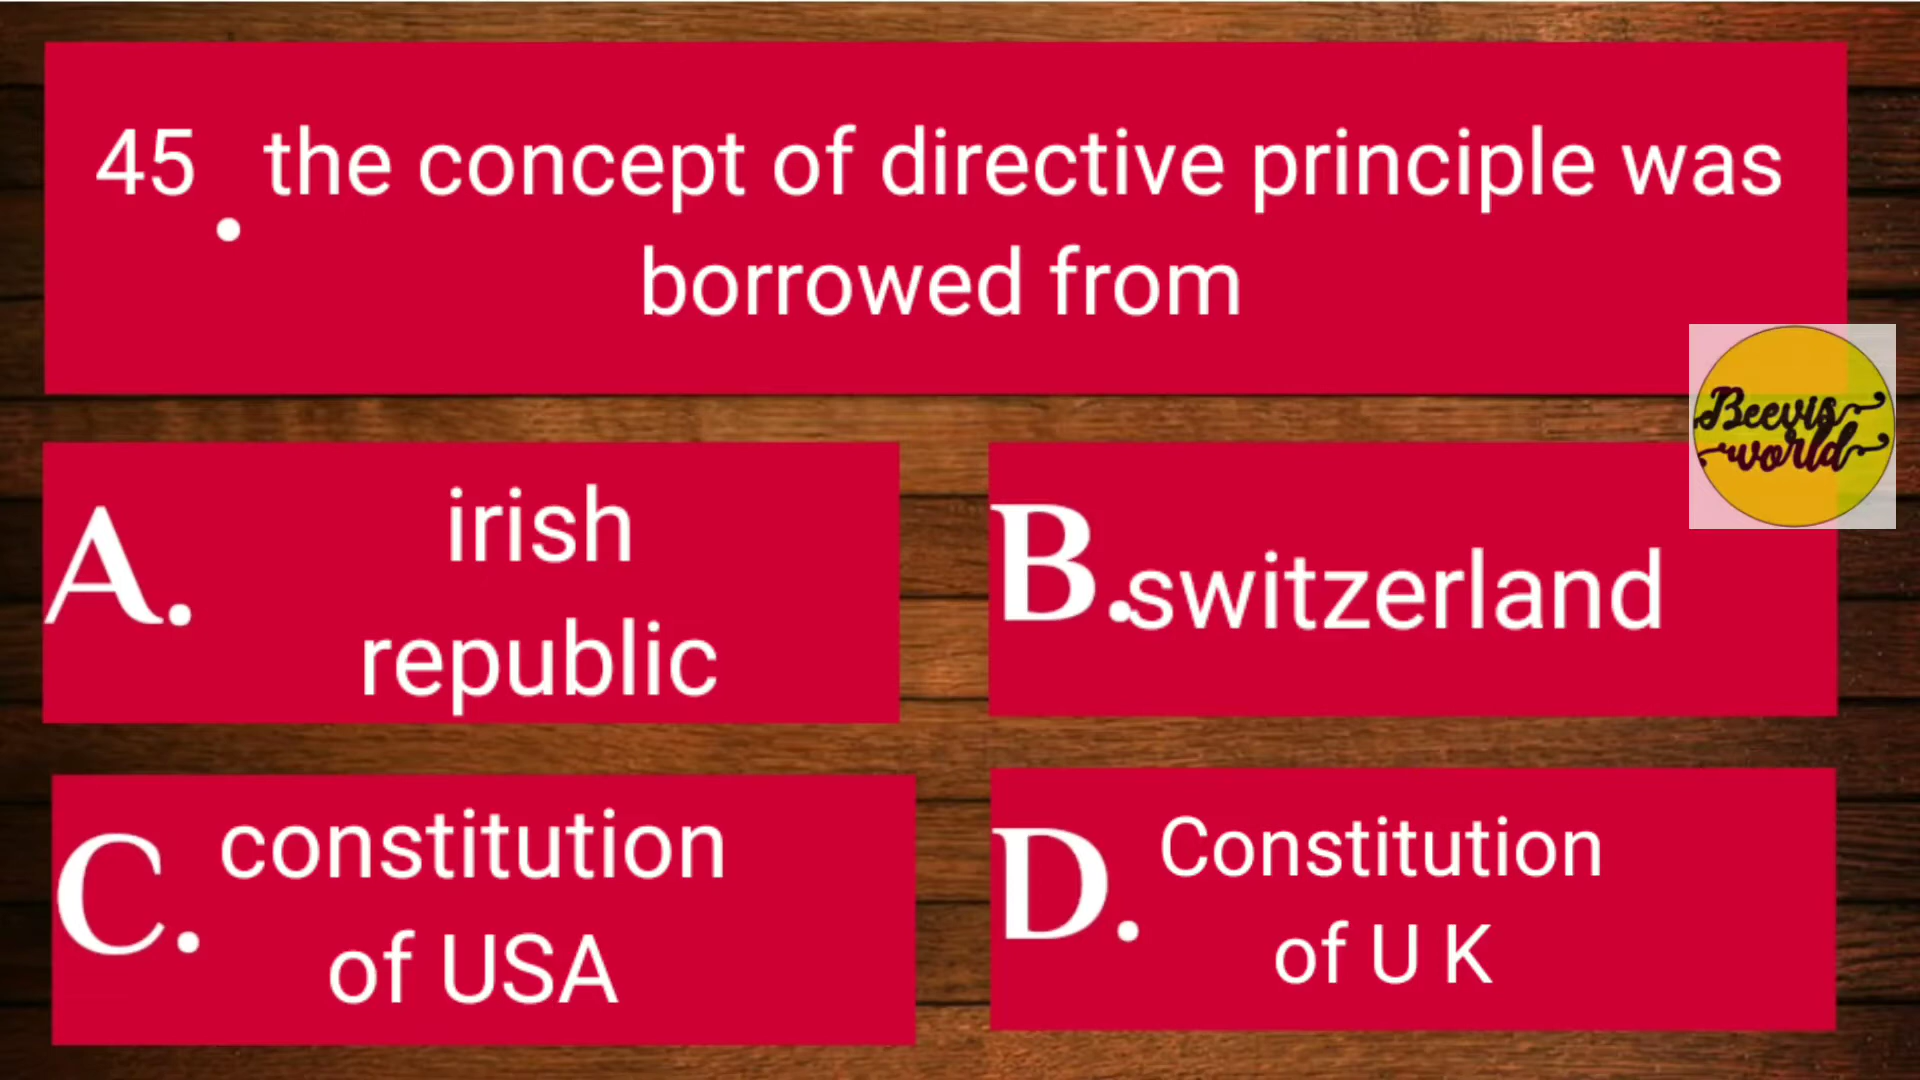 45 . the concept of directive principle was
borrowed from
Beevis
world
A. irish
republic
B. switzerland
C. constitution
of USA
D. Constitution
of U K